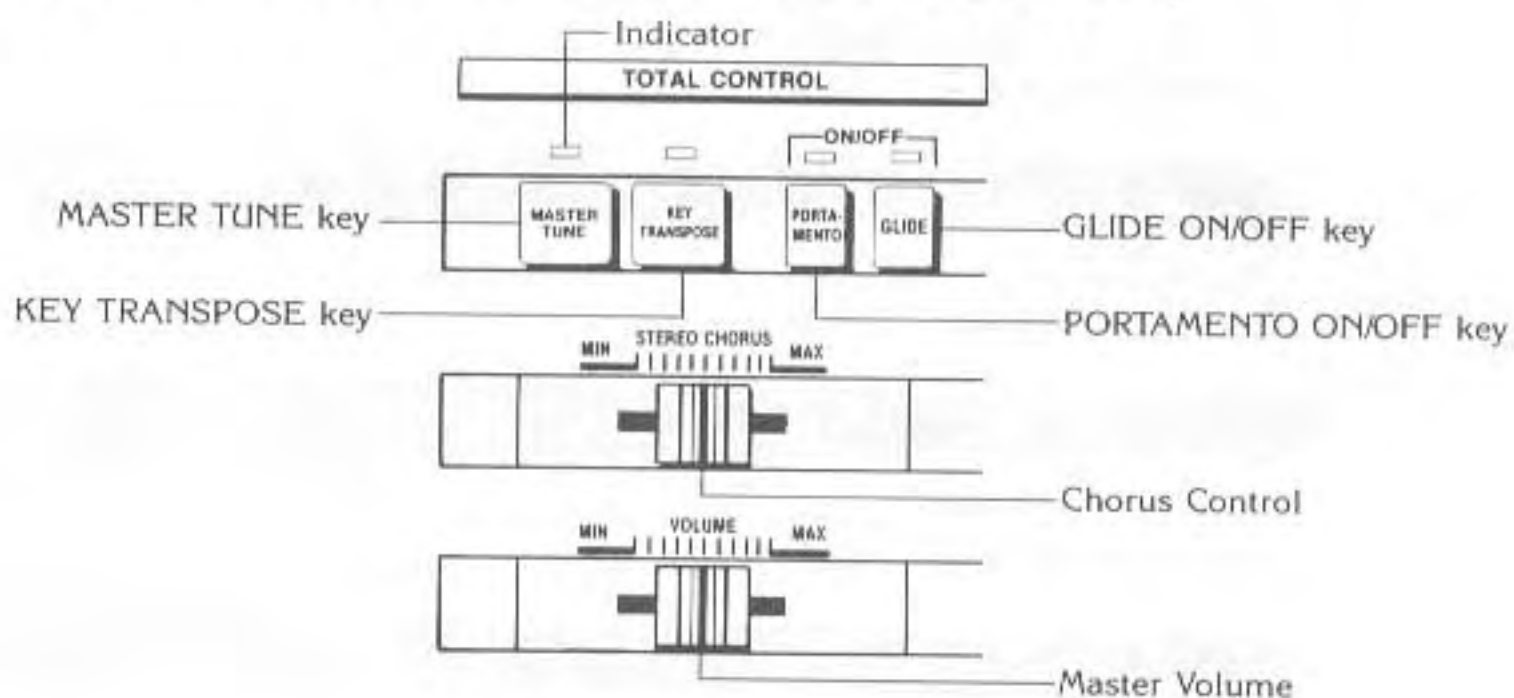 Indicator
TOTAL CONTROL
ON/OFF
MASTER TUNE key
MASTER
TUNE
KEY
TRANSPOSE
PORTA-
MENTO
GLIDE
GLIDE ON/OFF key
KEY TRANSPOSE key
PORTAMENTO ON/OFF key
MIN STEREO CHORUS MAX
Chorus Control
MIN VOLUME MAX
Master Volume